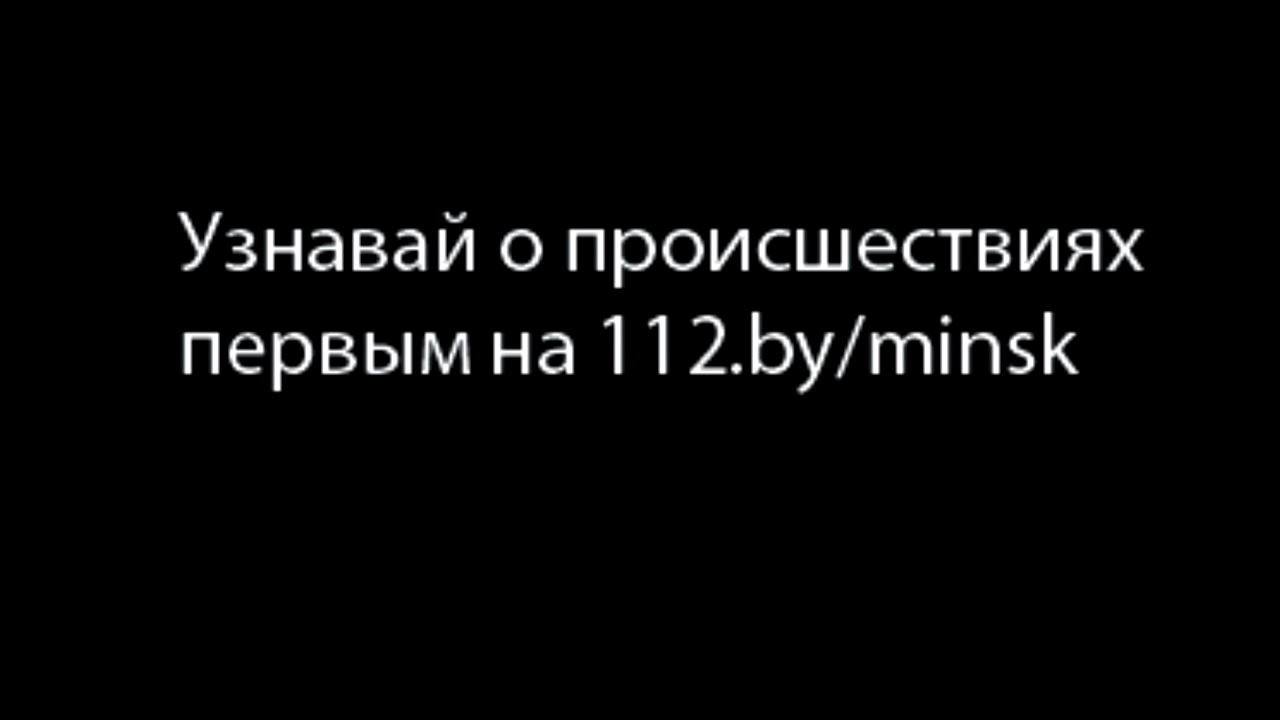 Узнавай о происшествиях
первым на 112.by/minsk